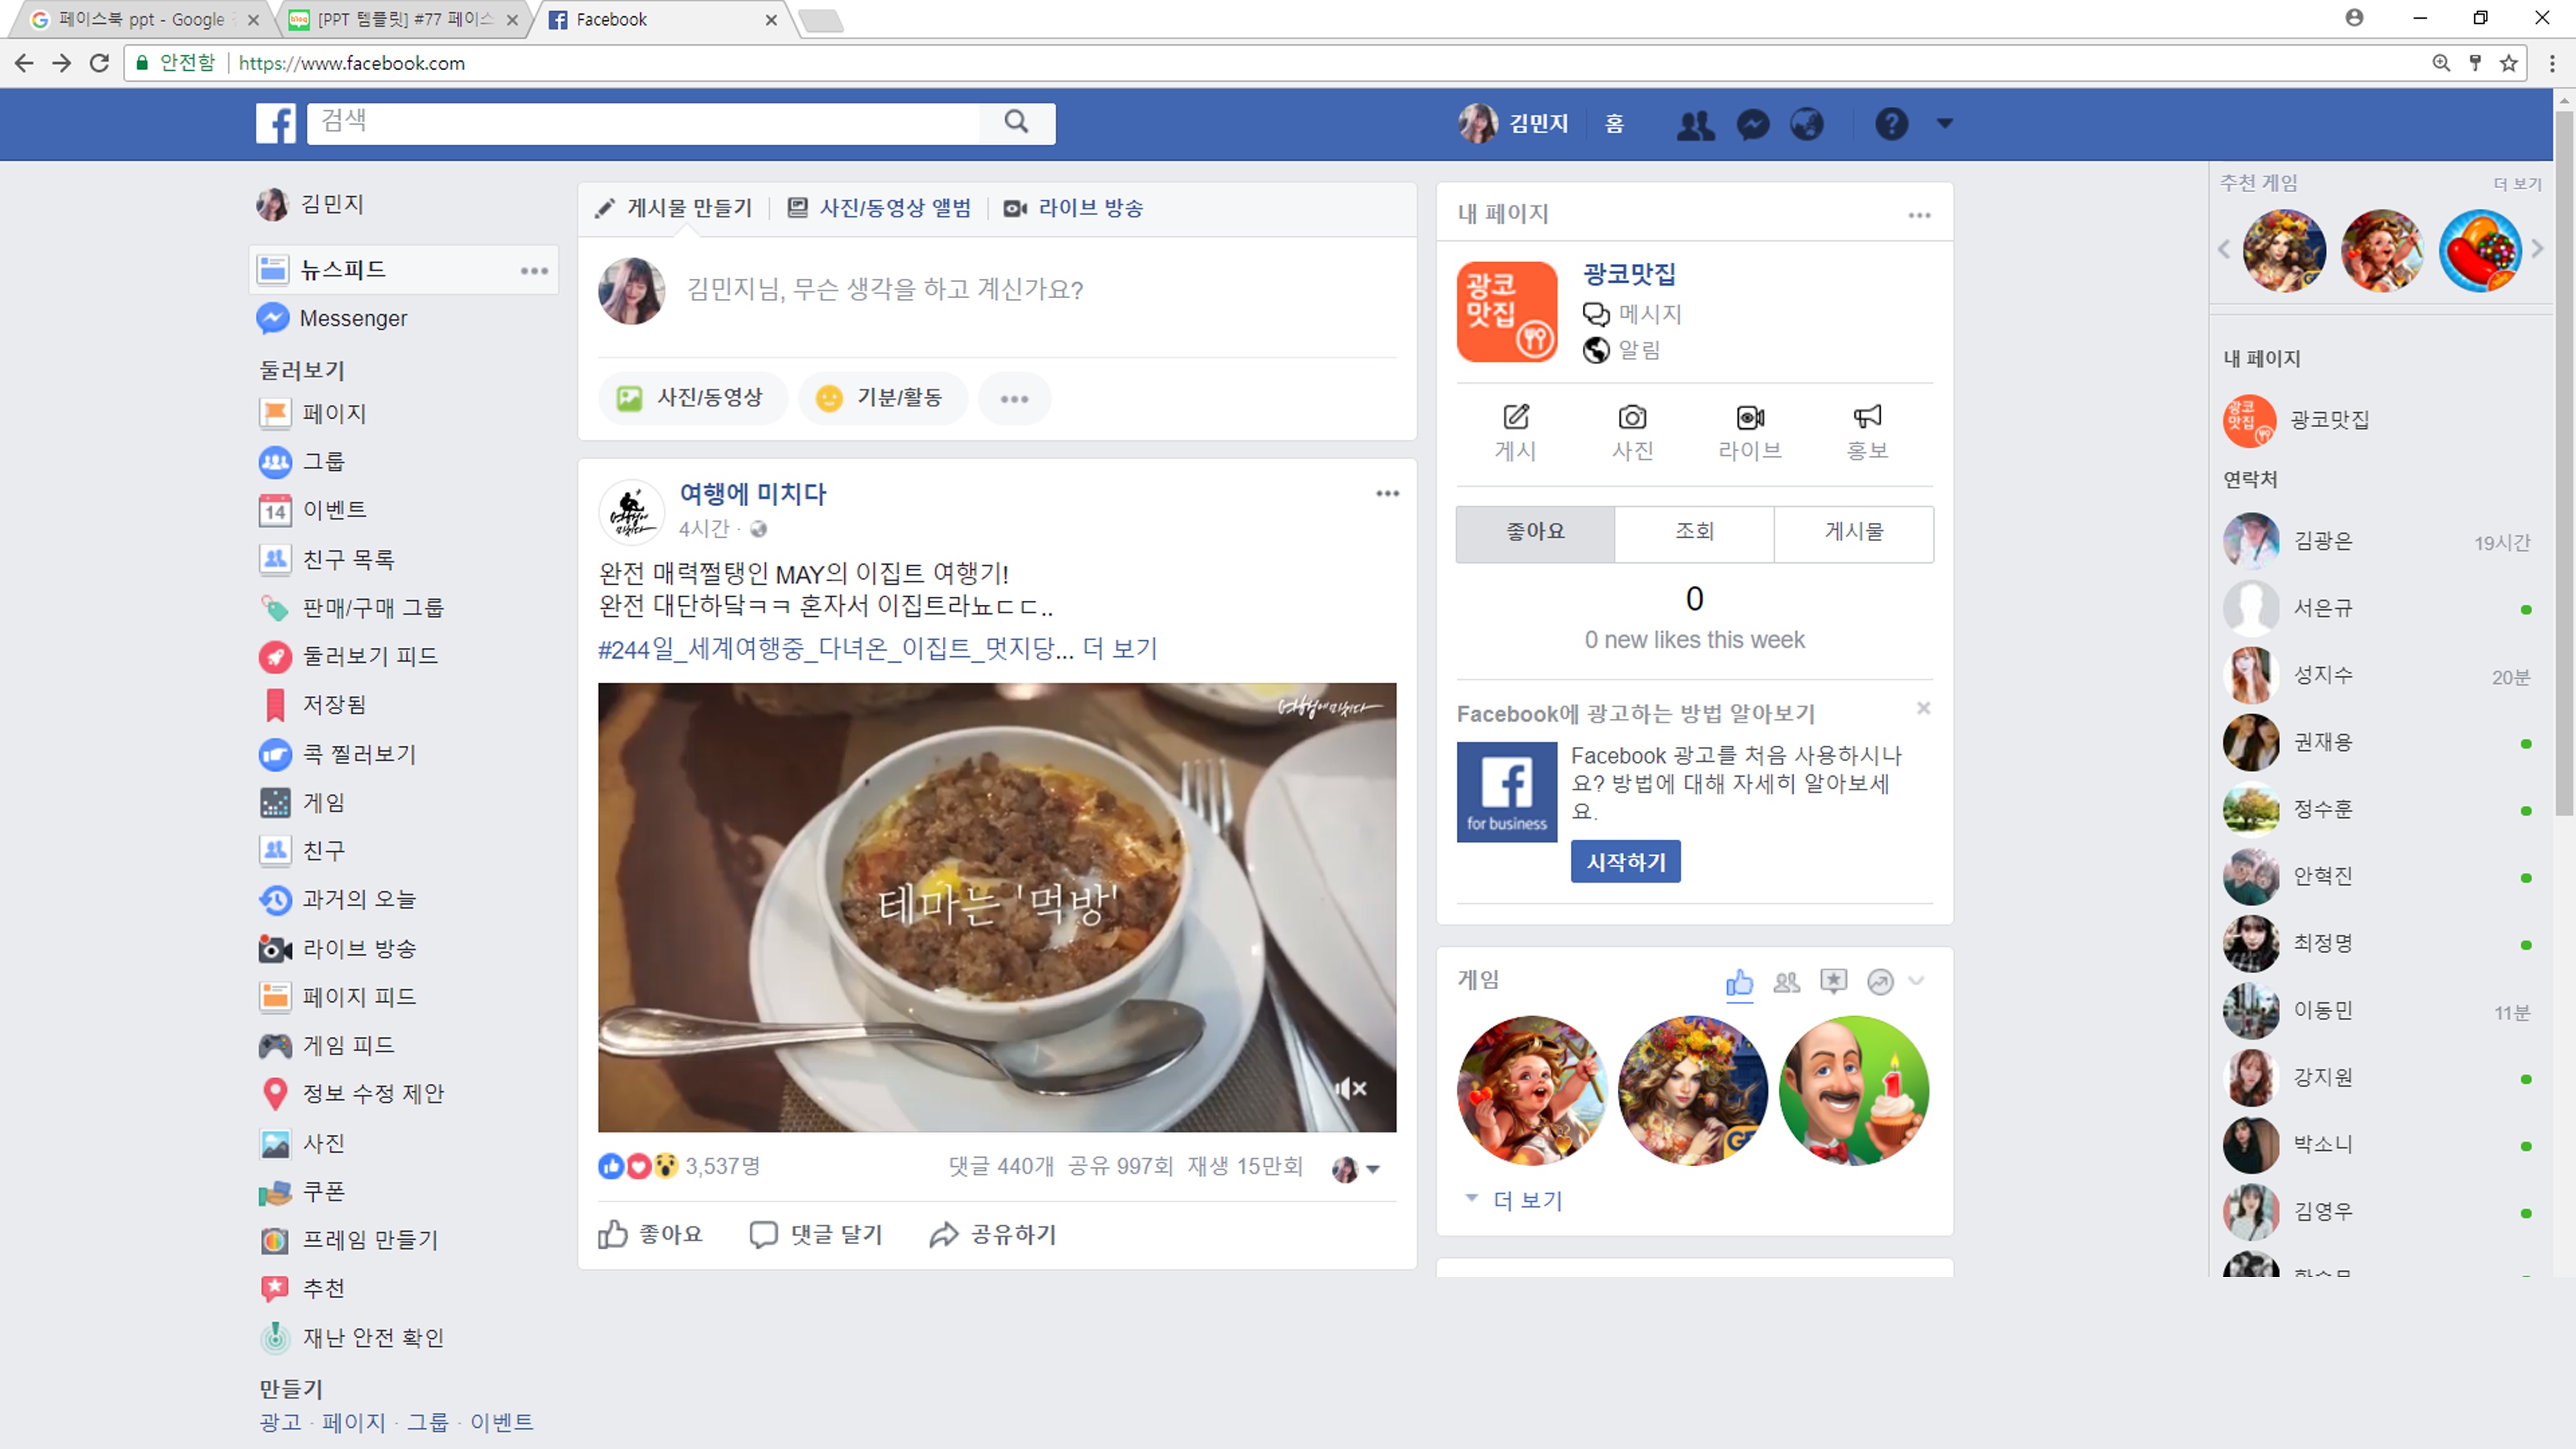 페이스북 ppt - Google
[PPT 템플릿] #77 페이스
Facebook
안전함 https://www.facebook.com
검색
김민지 홈
김민지
뉴스피드
Messenger
둘러보기
페이지
그룹
14 이벤트
친구 목록
판매/구매 그룹
둘러보기 피드
저장됨
콕 찔러보기
게임
친구
과거의 오늘
라이브 방송
페이지 피드
게임 피드
정보 수정 제안
사진
쿠폰
프레임 만들기
추천
재난 안전 확인
만들기
광고 · 페이지 · 그룹 · 이벤트
게시물 만들기 사진/동영상 앨범 라이브 방송
김민지님, 무슨 생각을 하고 계신가요?
사진/동영상 기분/활동
여행에 미치다
여행에 미치다
4시간 ·
완전 매력쩔탱인 MAY의 이집트 여행기!
완전 대단하닼ㅋㅋ 혼자서 이집트라뇨ㄷㄷ..
#244일_세계여행중_다녀온_이집트_멋지당... 더 보기
여행에미치다
테마는 '먹방'
3,537명 댓글 440개 공유 997회 재생 15만회
좋아요 댓글 달기 공유하기
내 페이지
광코
맛집
광코맛집
메시지
알림
게시 사진 라이브 홍보
좋아요 조회 게시물
0
0 new likes this week
Facebook에 광고하는 방법 알아보기
for business
Facebook 광고를 처음 사용하시나
요? 방법에 대해 자세히 알아보세
요.
시작하기
게임
더 보기
추천 게임 더 보기
내 페이지
광코
맛집
광코맛집
연락처
김광은 19시간
서은규
성지수 20분
권재용
정수훈
안혁진
최정명
이동민 11분
강지원
박소니
김영우